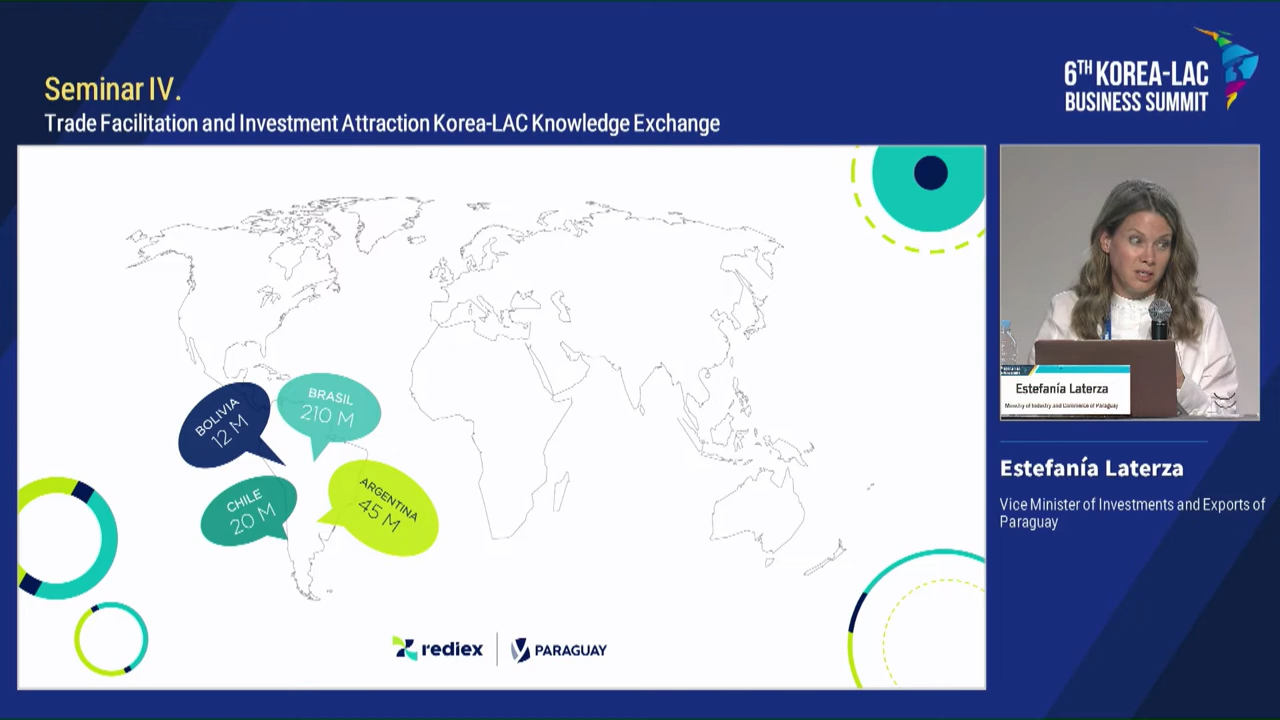 Seminar IV.
Trade Facilitation and Investment Attraction Korea-LAC Knowledge Exchange
6TH KOREA-LAC
BUSINESS SUMMIT
BOLIVIA
12 M
BRASIL
210 M
CHILE
20 M
ARGENTINA
45 M
rediex
PARAGUAY
Estefanía Laterza
Ministry of Industry and Commerce of Paraguay
Estefanía Laterza
Vice Minister of Investments and Exports of
Paraguay